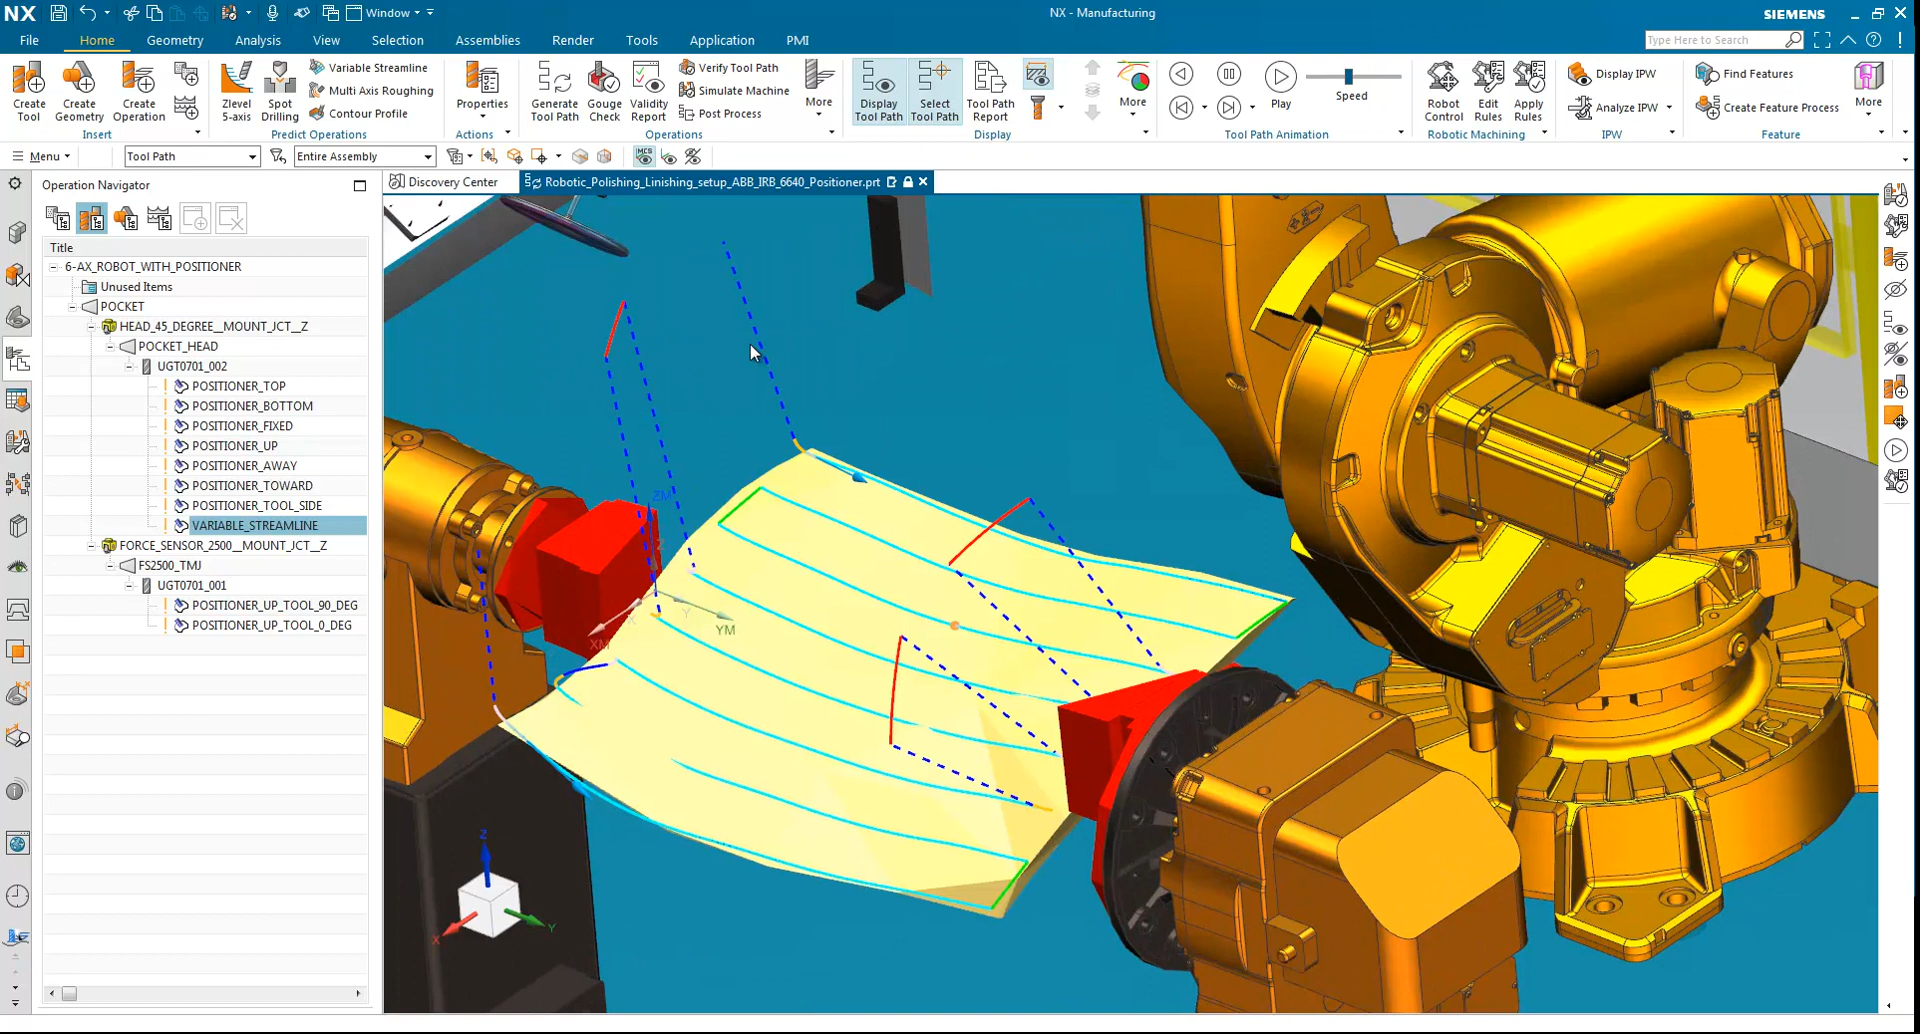 NX Window NX - Manufacturing SIEMENS
File Home Geometry Analysis View Selection Assemblies Render Tools Application PMI Type Here to Search
Create Tool
Create Geometry
Create Operation
Insert
Zlevel 5-axis
Spot Drilling
Variable Streamline
Multi Axis Roughing
Contour Profile
Predict Operations
Properties
Actions
Generate Tool Path
Gouge Check
Validity Report
Verify Tool Path
Simulate Machine
Post Process
More
Operations
Display Tool Path
Select Tool Path
Tool Path Report
More
Display
Play
Speed
Tool Path Animation
Robot Control
Edit Rules
Apply Rules
Robotic Machining
Display IPW
Analyze IPW
IPW
Find Features
Create Feature Process
More
Feature
Menu Tool Path Entire Assembly MCS
Operation Navigator
Discovery Center
Robotic_Polishing_Linishing_setup_ABB_IRB_6640_Positioner.prt
Title
6-AX_ROBOT_WITH_POSITIONER
Unused Items
POCKET
HEAD_45_DEGREE__MOUNT_JCT__Z
POCKET_HEAD
UGT0701_002
POSITIONER_TOP
POSITIONER_BOTTOM
POSITIONER_FIXED
POSITIONER_UP
POSITIONER_AWAY
POSITIONER_TOWARD
POSITIONER_TOOL_SIDE
VARIABLE_STREAMLINE
FORCE_SENSOR_2500__MOUNT_JCT__Z
FS2500_TMJ
UGT0701_001
POSITIONER_UP_TOOL_90_DEG
POSITIONER_UP_TOOL_0_DEG
ZM
Y
YM
XM
Z
X
Y